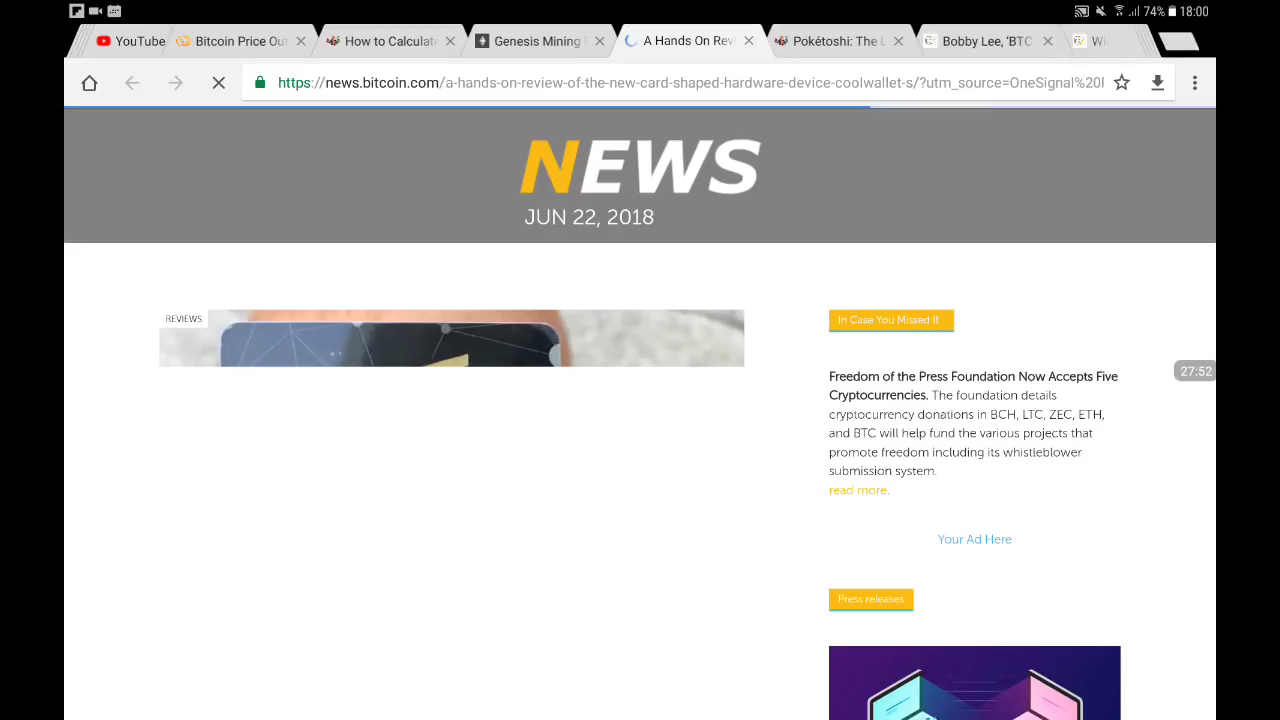 74% 18:00
YouTube
Bitcoin Price Out
How to Calculate
Genesis Mining
A Hands On Rev
Pokétoshi: The L
Bobby Lee, ‘BTC
Wi
https://news.bitcoin.com/a-hands-on-review-of-the-new-card-shaped-hardware-device-coolwallet-s/?utm_source=OneSignal%20
NEWS
JUN 22, 2018
REVIEWS
In Case You Missed It
Freedom of the Press Foundation Now Accepts Five
Cryptocurrencies. The foundation details
cryptocurrency donations in BCH, LTC, ZEC, ETH,
and BTC will help fund the various projects that
promote freedom including its whistleblower
submission system.
read more.
27:52
Your Ad Here
Press releases